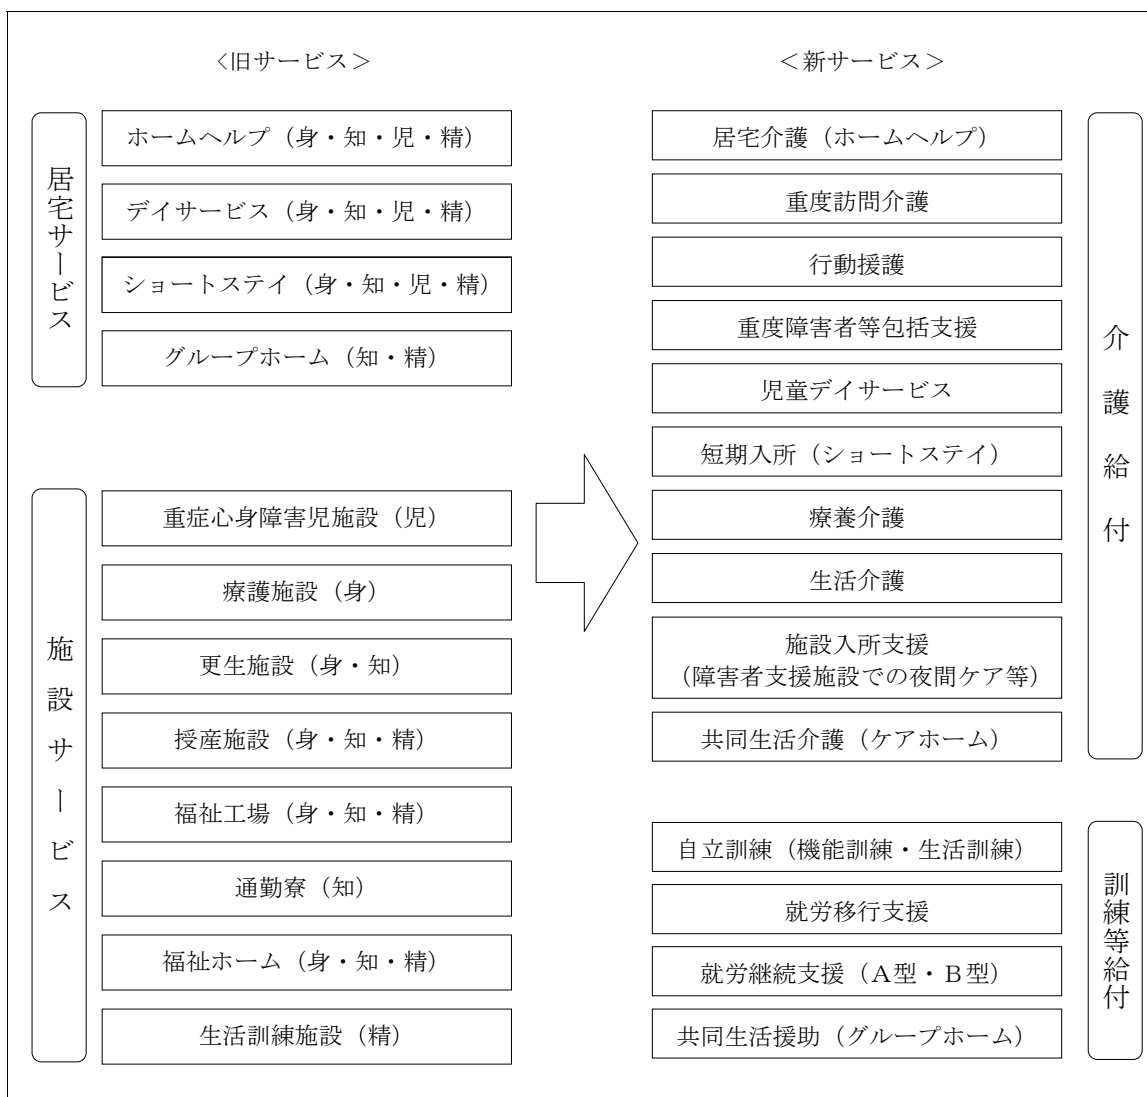 <旧サービス>
居宅サービス
ホームヘルプ（身・知・児・精）
デイサービス（身・知・児・精）
ショートステイ（身・知・児・精）
グループホーム（知・精）
施設サービス
重症心身障害児施設（児）
療護施設（身）
更生施設（身・知）
授産施設（身・知・精）
福祉工場（身・知・精）
通勤寮（知）
福祉ホーム（身・知・精）
生活訓練施設（精）
＜新サービス＞
居宅介護（ホームヘルプ）
重度訪問介護
行動援護
重度障害者等包括支援
児童デイサービス
短期入所（ショートステイ）
療養介護
生活介護
施設入所支援
（障害者支援施設での夜間ケア等）
共同生活介護（ケアホーム）
介護給付
自立訓練（機能訓練・生活訓練）
就労移行支援
就労継続支援（Ａ型・Ｂ型）
共同生活援助（グループホーム）
訓練等給付